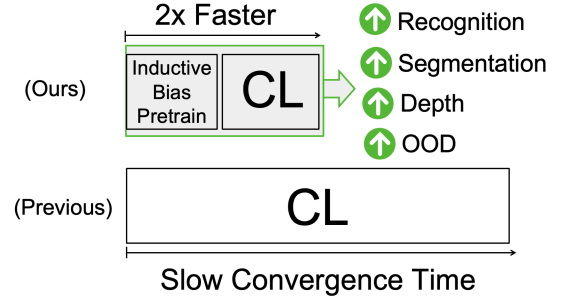 2x Faster
(Ours)
Inductive
Bias
Pretrain
CL
Recognition
Segmentation
Depth
OOD
(Previous)
CL
Slow Convergence Time